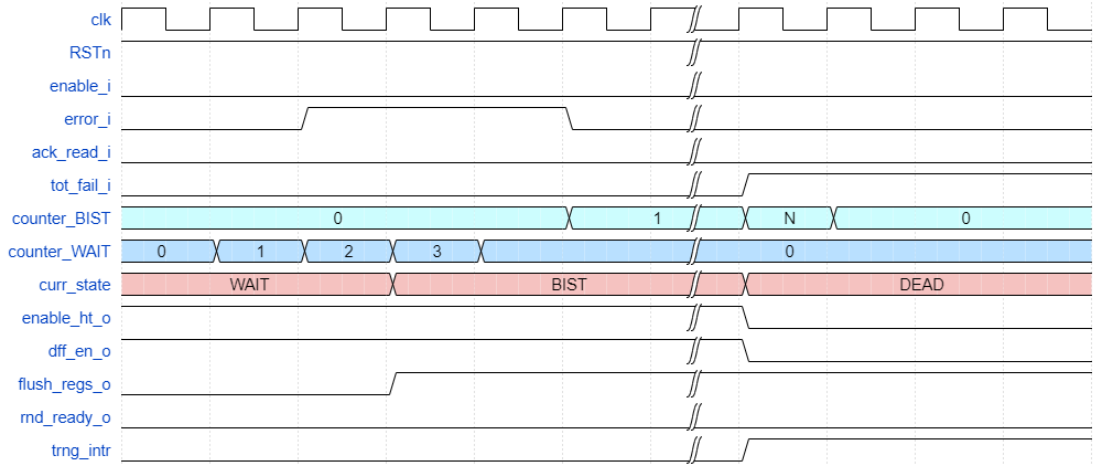 clk
RSTn
enable_i
error_i
ack_read_i
tot_fail_i
counter_BIST 0 1 N 0
counter_WAIT 0 1 2 3 0
curr_state WAIT BIST DEAD
enable_ht_o
dff_en_o
flush_regs_o
rnd_ready_o
trng_intr